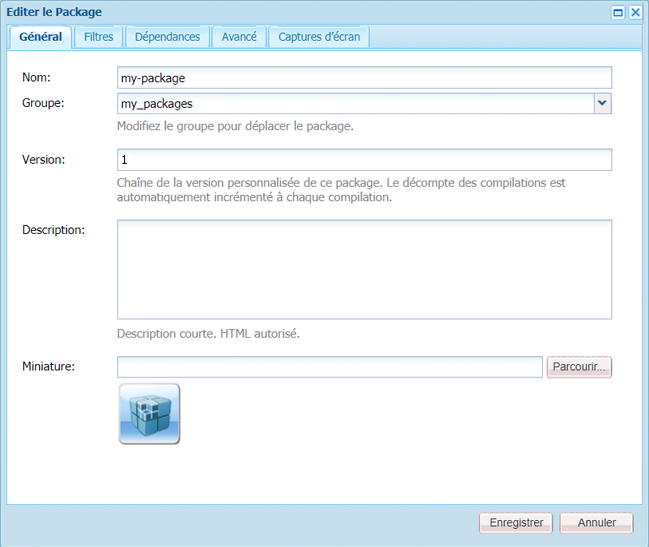 Editer le Package
Général
Filtres
Dépendances
Avancé
Captures d'écran
Nom:
my-package
Groupe:
my_packages
Modifiez le groupe pour déplacer le package.
Version:
1
Chaîne de la version personnalisée de ce package. Le décompte des compilations est
automatiquement incrémenté à chaque compilation.
Description:
Description courte. HTML autorisé.
Miniature:
Parcourir...
Enregistrer
Annuler